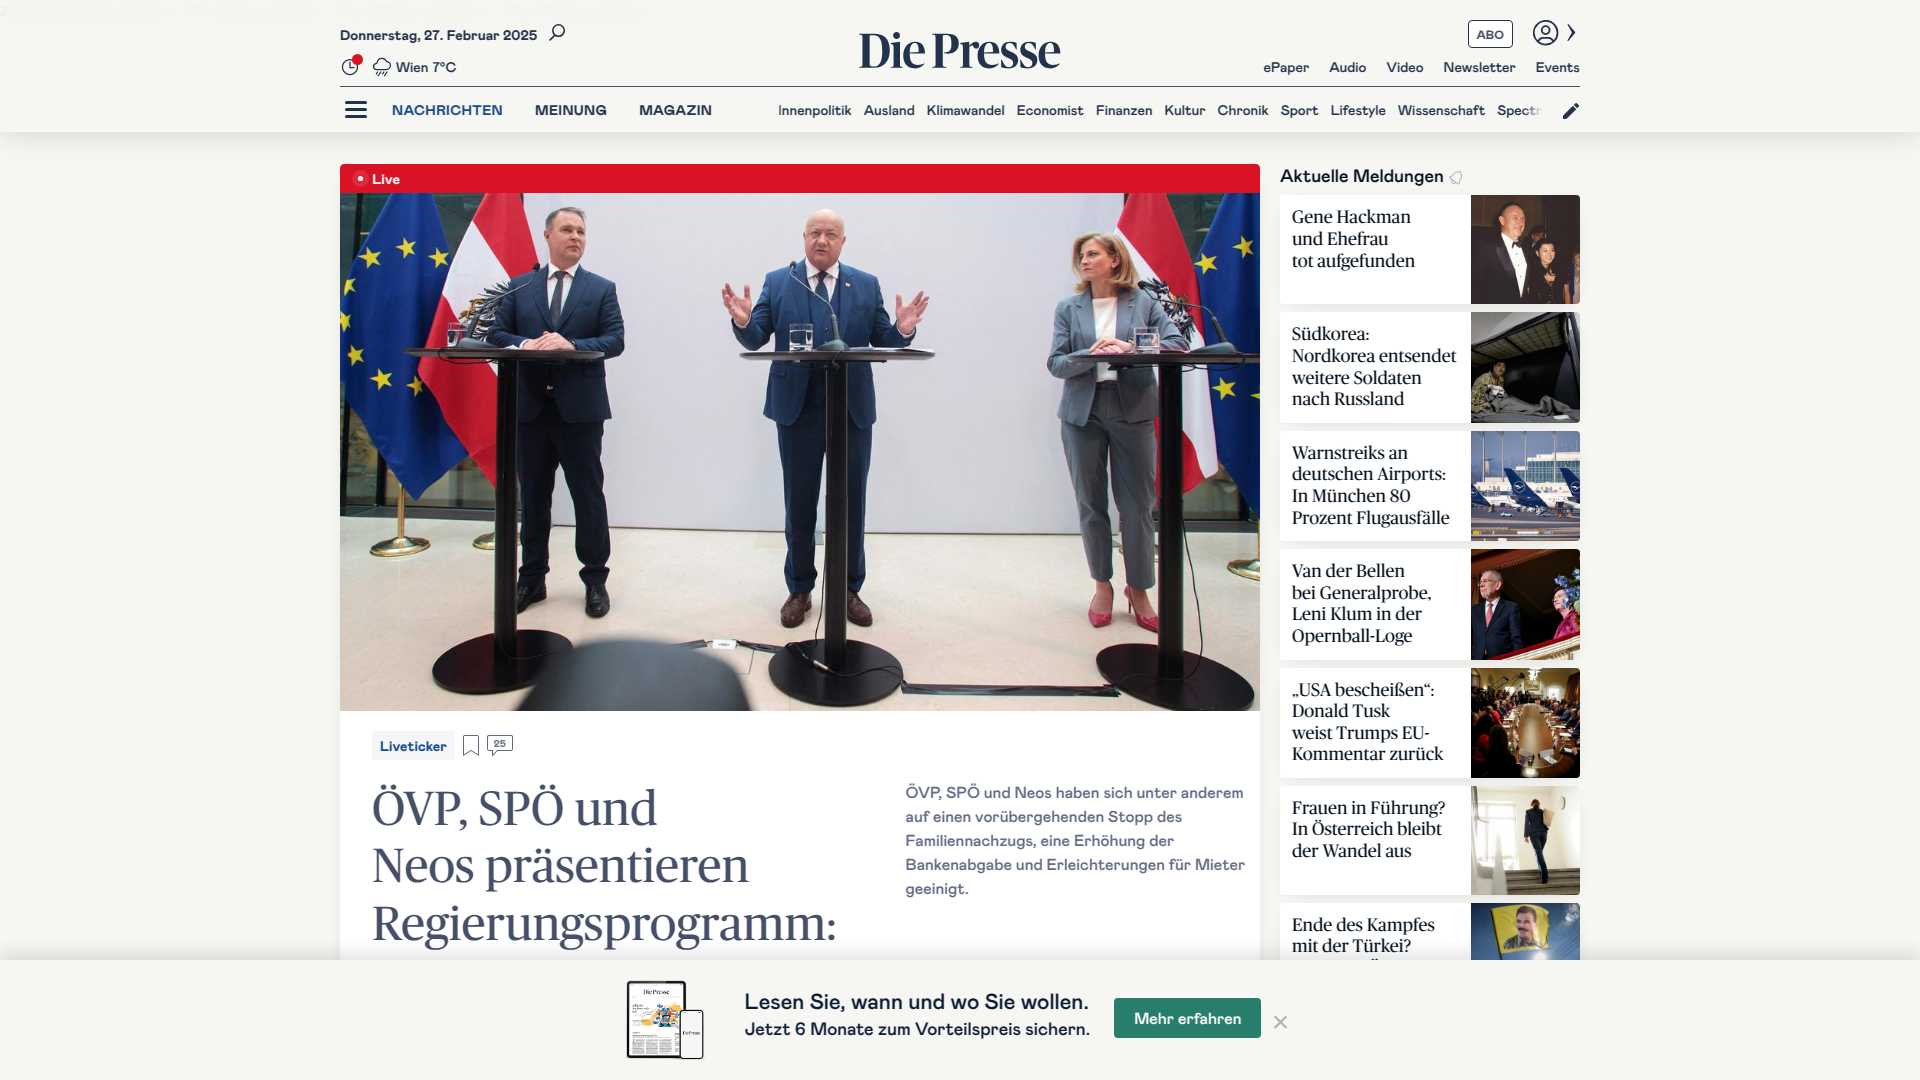 Donnerstag, 27. Februar 2025
Wien 7°C
Die Presse
ABO
ePaper Audio Video Newsletter Events
NACHRICHTEN MEINUNG MAGAZIN
Innenpolitik Ausland Klimawandel Economist Finanzen Kultur Chronik Sport Lifestyle Wissenschaft Spectr
Live
Liveticker
25
ÖVP, SPÖ und
Neos präsentieren
Regierungsprogramm:
ÖVP, SPÖ und Neos haben sich unter anderem
auf einen vorübergehenden Stopp des
Familiennachzugs, eine Erhöhung der
Bankenabgabe und Erleichterungen für Mieter
geeinigt.
Aktuelle Meldungen
Gene Hackman
und Ehefrau
tot aufgefunden
Südkorea:
Nordkorea entsendet
weitere Soldaten
nach Russland
Warnstreiks an
deutschen Airports:
In München 80
Prozent Flugausfälle
Van der Bellen
bei Generalprobe,
Leni Klum in der
Opernball-Loge
„USA bescheißen“:
Donald Tusk
weist Trumps EU-
Kommentar zurück
Frauen in Führung?
In Österreich bleibt
der Wandel aus
Ende des Kampfes
mit der Türkei?
Die Presse
Die Presse
Lesen Sie, wann und wo Sie wollen.
Jetzt 6 Monate zum Vorteilspreis sichern.
Mehr erfahren